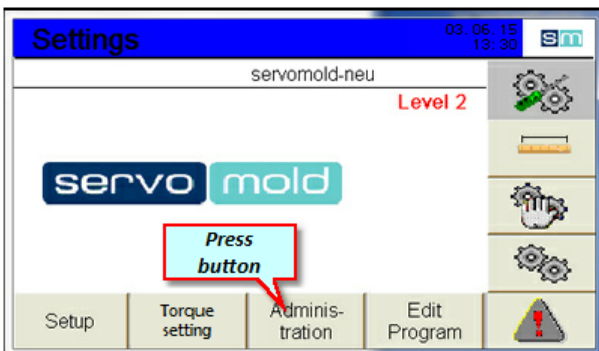 Settings
03. 06. 15
13: 30
sm
servomold-neu
Level 2
servo mold
Press
button
Setup
Torque
setting
Adminis-
tration
Edit
Program